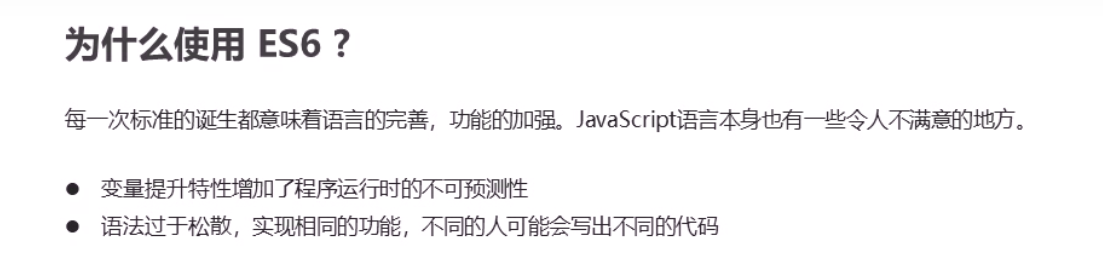 为什么使用 ES6 ?
每一次标准的诞生都意味着语言的完善，功能的加强。JavaScript语言本身也有一些令人不满意的地方。
● 变量提升特性增加了程序运行时的不可预测性
● 语法过于松散，实现相同的功能，不同的人可能会写出不同的代码